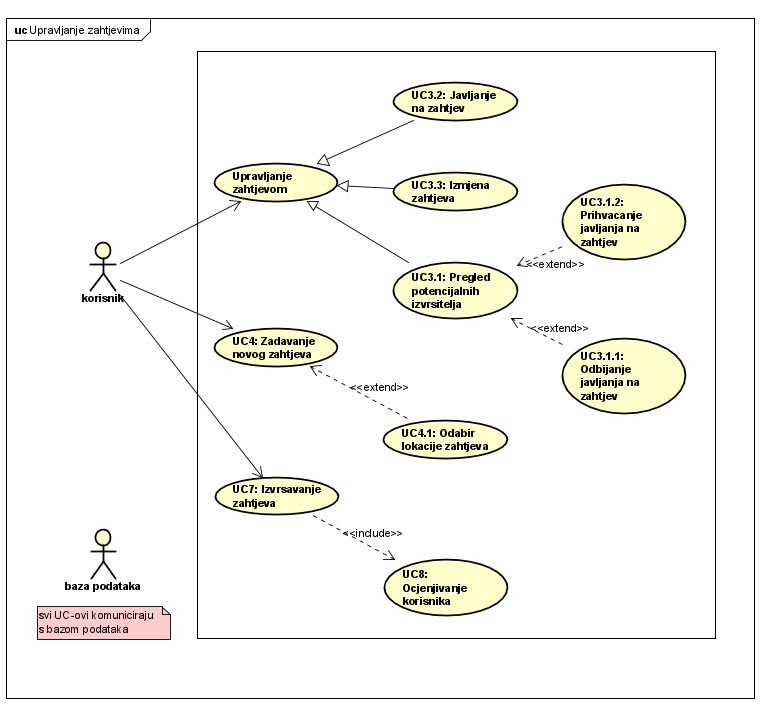 uc Upravljanje zahtjevima
UC3.2: Javljanje
na zahtjev
Upravljanje
zahtjevom
UC3.3: Izmjena
zahtjeva
UC3.1.2:
Prihvacanje
javljanja na
zahtjev
<<extend>>
UC3.1: Pregled
potencijalnih
izvrsitelja
korisnik
<<extend>>
UC4: Zadavanje
novog zahtjeva
UC3.1.1:
Odbijanje
javljanja na
zahtjev
<<extend>>
UC4.1: Odabir
lokacije zahtjeva
UC7: Izvrsavanje
zahtjeva
<<include>>
UC8:
Ocjenjivanje
korisnika
baza podataka
svi UC-ovi komuniciraju
s bazom podataka